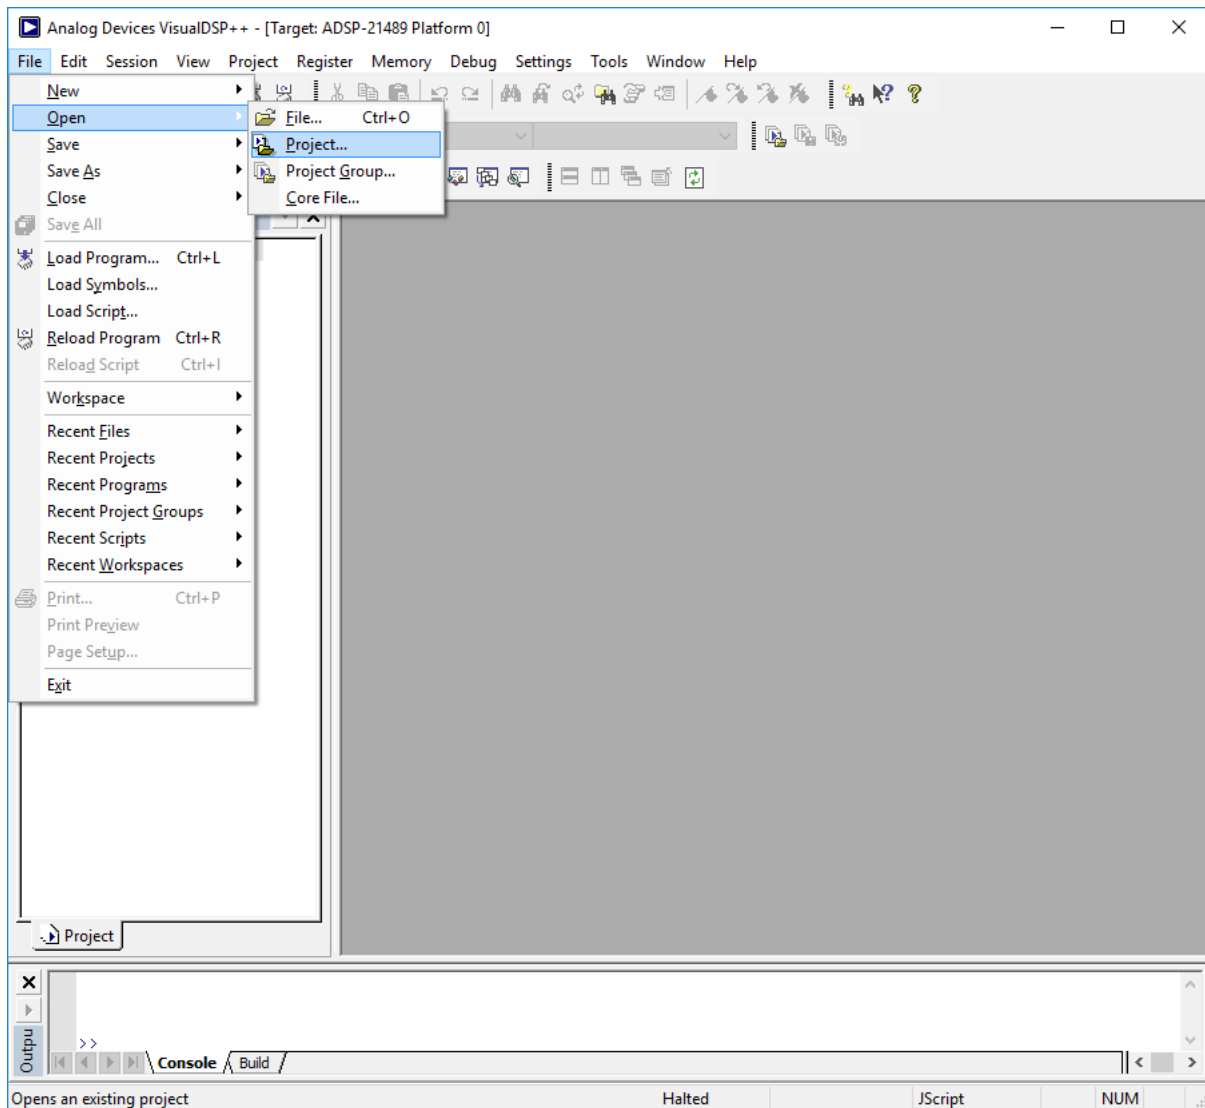 Analog Devices VisualDSP++ - [Target: ADSP-21489 Platform 0]
File Edit Session View Project Register Memory Debug Settings Tools Window Help
New
Open
File... Ctrl+O
Save
Project...
Save As
Project Group...
Close
Core File...
Save All
Load Program... Ctrl+L
Load Symbols...
Load Script...
Reload Program Ctrl+R
Reload Script Ctrl+I
Workspace
Recent Files
Recent Projects
Recent Programs
Recent Project Groups
Recent Scripts
Recent Workspaces
Print... Ctrl+P
Print Preview
Page Setup...
Exit
Project
Outpu
>>
Console Build
Opens an existing project Halted JScript NUM